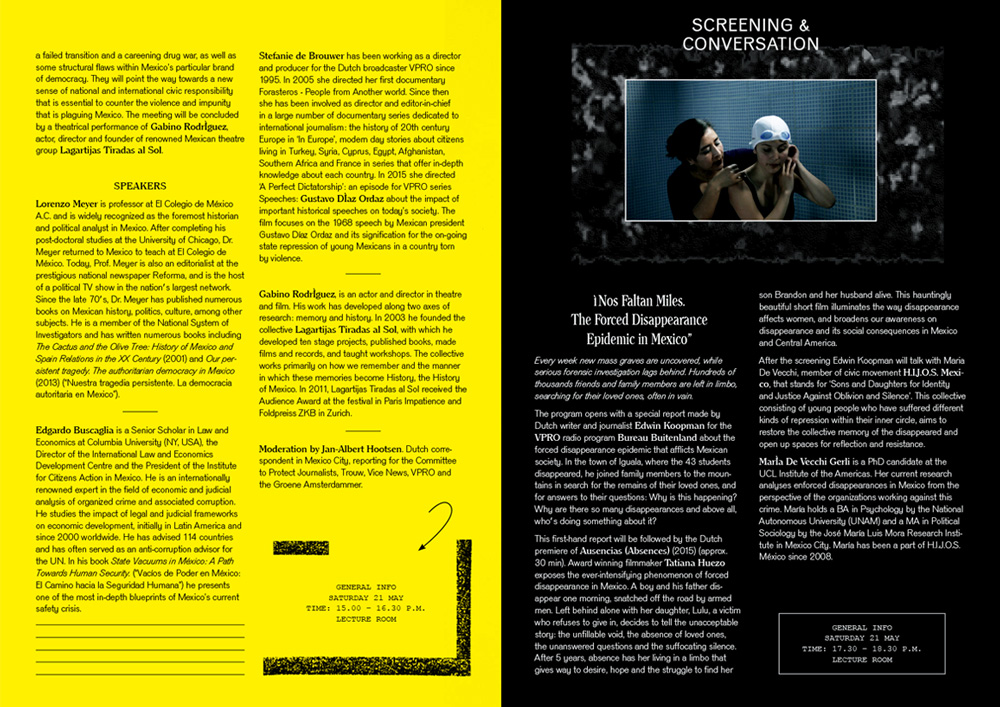 a failed transition and a careening drug war, as well as
some structural flaws within Mexico's particular brand
of democracy. They will point the way towards a new
sense of national and international civic responsibility
that is essential to counter the violence and impunity
that is plaguing Mexico. The meeting will be concluded
by a theatrical performance of Gabino RodrÌguez,
actor, director and founder of renowned Mexican theatre
group Lagartijas Tiradas al Sol.
SPEAKERS
Lorenzo Meyer is professor at El Colegio de México
A.C. and is widely recognized as the foremost historian
and political analyst in Mexico. After completing his
post-doctoral studies at the University of Chicago, Dr.
Meyer returned to Mexico to teach at El Colegio de
México. Today, Prof. Meyer is also an editorialist at the
prestigious national newspaper Reforma, and is the host
of a political TV show in the nation's largest network.
Since the late 70's, Dr. Meyer has published numerous
books on Mexican history, politics, culture, among other
subjects. He is a member of the National System of
Investigators and has written numerous books including
The Cactus and the Olive Tree: History of Mexico and
Spain Relations in the XX Century (2001) and Our per-
sistent tragedy. The authoritarian democracy in Mexico
(2013) ("Nuestra tragedia persistente. La democracia
autoritaria en Mexico").
Edgardo Buscaglia is a Senior Scholar in Law and
Economics at Columbia University (NY, USA), the
Director of the International Law and Economics
Development Centre and the President of the Institute
for Citizens Action in Mexico. He is an internationally
renowned expert in the field of economic and judicial
analysis of organized crime and associated corruption.
He studies the impact of legal and judicial frameworks
on economic development, initially in Latin America and
since 2000 worldwide. He has advised 114 countries
and has often served as an anti-corruption advisor for
the UN. In his book State Vacuums in México: A Path
Towards Human Security. ("Vacíos de Poder en México:
El Camino hacia la Seguridad Humana") he presents
one of the most in-depth blueprints of Mexico's current
safety crisis.
Stefanie de Brouwer has been working as a director
and producer for the Dutch broadcaster VPRO since
1995. In 2005 she directed her first documentary
Forasteros - People from Another world. Since then
she has been involved as director and editor-in-chief
in a large number of documentary series dedicated to
international journalism: the history of 20th century
Europe in 'In Europe', modern day stories about citizens
living in Turkey, Syria, Cyprus, Egypt, Afghanistan,
Southern Africa and France in series that offer in-depth
knowledge about each country. In 2015 she directed
'A Perfect Dictatorship': an episode for VPRO series
Speeches: Gustavo DÌaz Ordaz about the impact of
important historical speeches on today's society. The
film focuses on the 1968 speech by Mexican president
Gustavo Díaz Ordaz and its signification for the on-going
state repression of young Mexicans in a country torn
by violence.
Gabino RodrÌguez, is an actor and director in theatre
and film. His work has developed along two axes of
research: memory and history. In 2003 he founded the
collective Lagartijas Tiradas al Sol, with which he
developed ten stage projects, published books, made
films and records, and taught workshops. The collective
works primarily on how we remember and the manner
in which these memories become History, the History
of Mexico. In 2011, Lagartijas Tiradas al Sol received the
Audience Award at the festival in Paris Impatience and
Foldpreiss ZKB in Zurich.
Moderation by Jan-Albert Hootsen. Dutch corre-
spondent in Mexico City, reporting for the Committee
to Protect Journalists, Trouw, Vice News, VPRO and
the Groene Amsterdammer.
GENERAL INFO
SATURDAY 21 MAY
TIME: 15.00 - 16.30 P.M.
LECTURE ROOM
SCREENING &
CONVERSATION
ìNos Faltan Miles.
The Forced Disappearance
Epidemic in Mexico"
Every week new mass graves are uncovered, while
serious forensic investigation lags behind. Hundreds of
thousands friends and family members are left in limbo,
searching for their loved ones, often in vain.
The program opens with a special report made by
Dutch writer and journalist Edwin Koopman for the
VPRO radio program Bureau Buitenland about the
forced disappearance epidemic that afflicts Mexican
society. In the town of Iguala, where the 43 students
disappeared, he joined family members to the moun-
tains in search for the remains of their loved ones, and
for answers to their questions: Why is this happening?
Why are there so many disappearances and above all,
who's doing something about it?
This first-hand report will be followed by the Dutch
premiere of Ausencias (Absences) (2015) (approx.
30 min). Award winning filmmaker Tatiana Huezo
exposes the ever-intensifying phenomenon of forced
disappearance in Mexico. A boy and his father dis-
appear one morning, snatched off the road by armed
men. Left behind alone with her daughter, Lulu, a victim
who refuses to give in, decides to tell the unacceptable
story: the unfillable void, the absence of loved ones,
the unanswered questions and the suffocating silence.
After 5 years, absence has her living in a limbo that
gives way to desire, hope and the struggle to find her
son Brandon and her husband alive. This hauntingly
beautiful short film illuminates the way disappearance
affects women, and broadens our awareness on
disappearance and its social consequences in Mexico
and Central America.
After the screening Edwin Koopman will talk with Maria
De Vecchi, member of civic movement H.I.J.O.S. Mexi-
co, that stands for 'Sons and Daughters for Identity
and Justice Against Oblivion and Silence'. This collective
consisting of young people who have suffered different
kinds of repression within their inner circle, aims to
restore the collective memory of the disappeared and
open up spaces for reflection and resistance.
MarÌa De Vecchi Gerli is a PhD candidate at the
UCL Institute of the Americas. Her current research
analyses enforced disappearances in Mexico from the
perspective of the organizations working against this
crime. María holds a BA in Psychology by the National
Autonomous University (UNAM) and a MA in Political
Sociology by the José María Luis Mora Research Insti-
tute in Mexico City. María has been a part of H.I.J.O.S.
México since 2008.
GENERAL INFO
SATURDAY 21 MAY
TIME: 17.30 - 18.30 P.M.
LECTURE ROOM